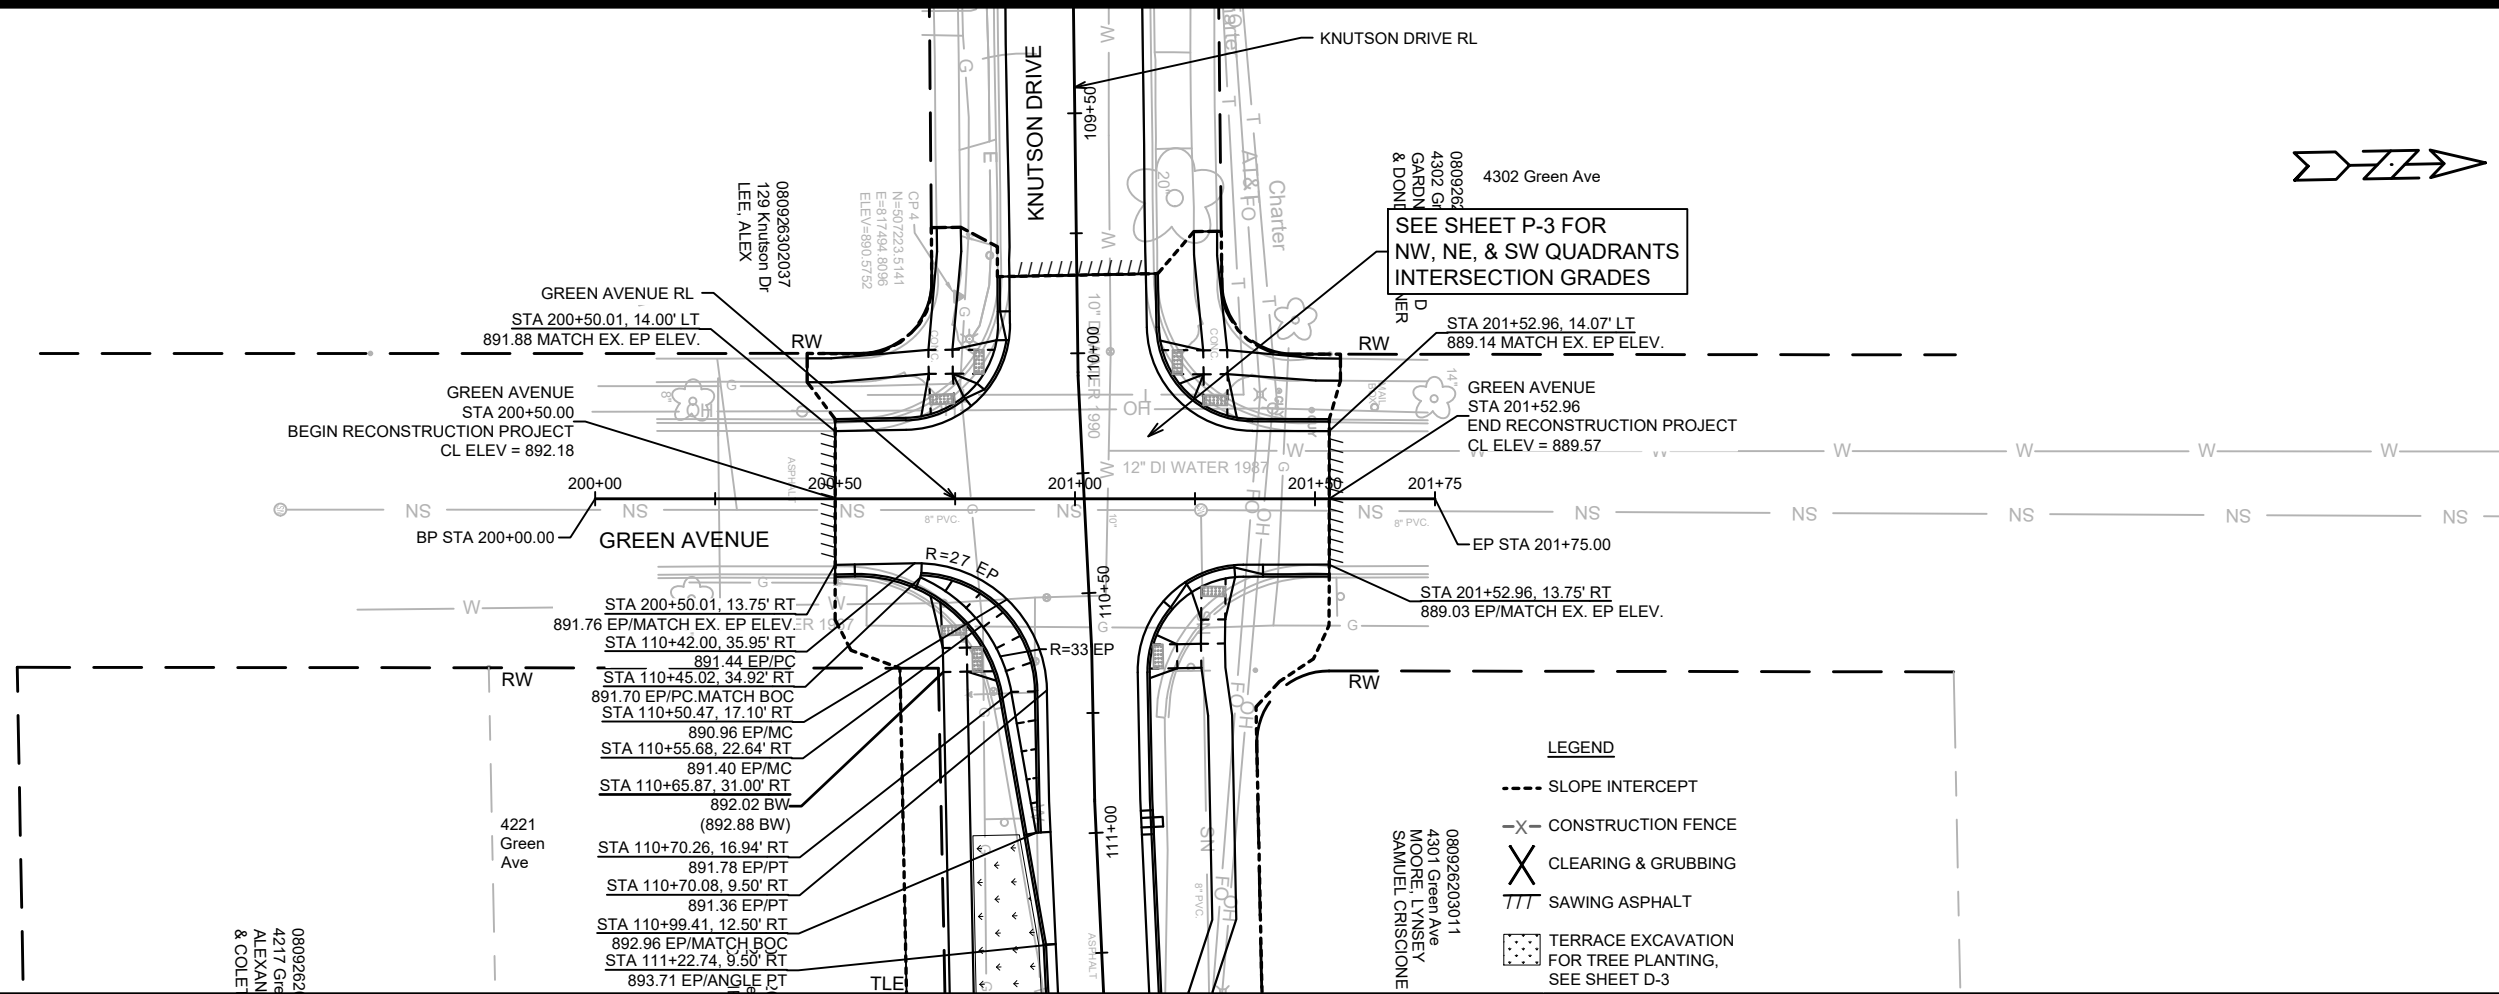 KNUTSON DRIVE RL
KNUTSON DRIVE
109+50
110+00
110+50
111+00
4302 Green Ave
SEE SHEET P-3 FOR
NW, NE, & SW QUADRANTS
INTERSECTION GRADES
080926302037
129 Knutson Dr
LEE, ALEX
CP 4
N=507223.5141
E=817494.8096
ELEV=890.5752
Charter
AT&FO
20"
GREEN AVENUE RL
STA 200+50.01, 14.00' LT
891.88 MATCH EX. EP ELEV.
RW
GREEN AVENUE
STA 200+50.00
BEGIN RECONSTRUCTION PROJECT
CL ELEV = 892.18
RW
STA 201+52.96, 14.07' LT
889.14 MATCH EX. EP ELEV.
GREEN AVENUE
STA 201+52.96
END RECONSTRUCTION PROJECT
CL ELEV = 889.57
12" DI WATER 1987
200+00
200+50
201+00
201+50
201+75
BP STA 200+00.00
GREEN AVENUE
EP STA 201+75.00
8" PVC.
8" PVC.
R=27 EP
R=33 EP
STA 200+50.01, 13.75' RT
891.76 EP/MATCH EX. EP ELEV.
STA 110+42.00, 35.95' RT
891.44 EP/PC
STA 110+45.02, 34.92' RT
891.70 EP/PC.MATCH BOC
STA 110+50.47, 17.10' RT
890.96 EP/MC
STA 110+55.68, 22.64' RT
891.40 EP/MC
STA 110+65.87, 31.00' RT
892.02 BW
(892.88 BW)
STA 110+70.26, 16.94' RT
891.78 EP/PT
STA 110+70.08, 9.50' RT
891.36 EP/PT
STA 110+99.41, 12.50' RT
892.96 EP/MATCH BOC
STA 111+22.74, 9.50' RT
893.71 EP/ANGLE PT
STA 201+52.96, 13.75' RT
889.03 EP/MATCH EX. EP ELEV.
RW
RW
4221
Green
Ave
TLE
080926203011
4301 Green Ave
MOORE, LYNSEY
SAMUEL CRISCIONE
LEGEND
SLOPE INTERCEPT
CONSTRUCTION FENCE
CLEARING & GRUBBING
SAWING ASPHALT
TERRACE EXCAVATION
FOR TREE PLANTING,
SEE SHEET D-3